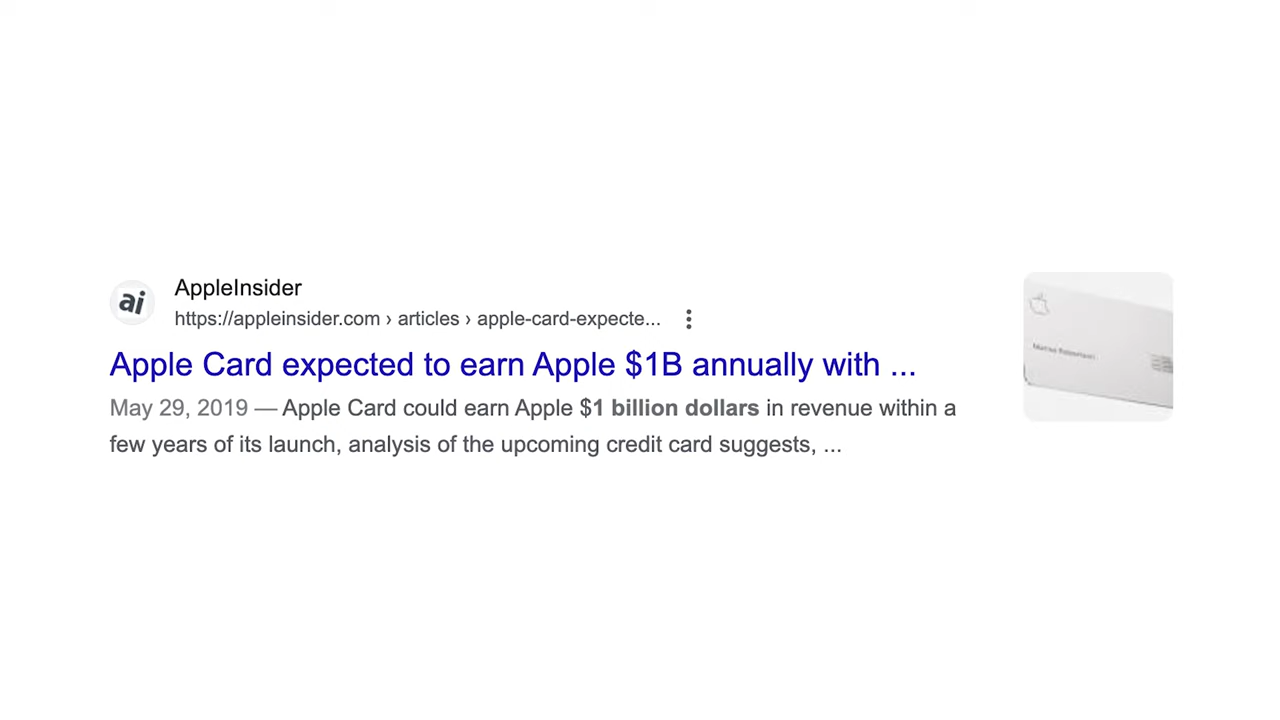 ai
AppleInsider
https://appleinsider.com › articles › apple-card-expecte...
Apple Card expected to earn Apple $1B annually with ...
May 29, 2019 — Apple Card could earn Apple $1 billion dollars in revenue within a
few years of its launch, analysis of the upcoming credit card suggests, ...